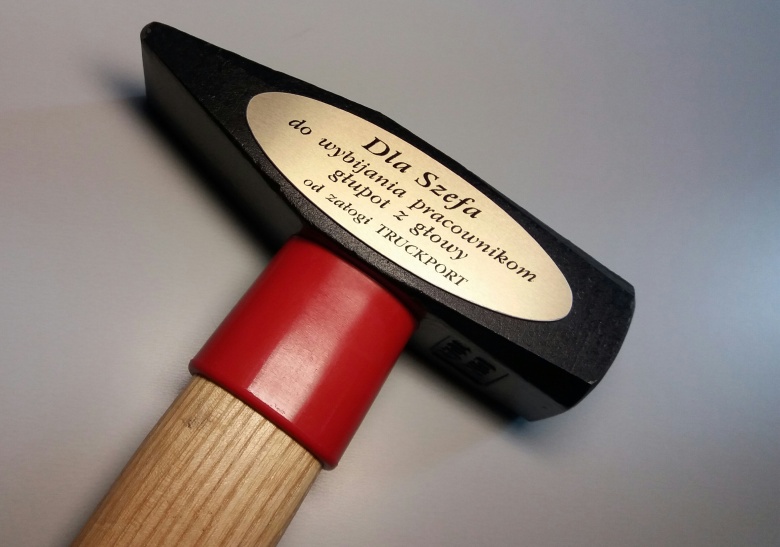 Dla Szefa
do wybijania pracownikom
głupot z głowy
od załogi TRUCKPORT